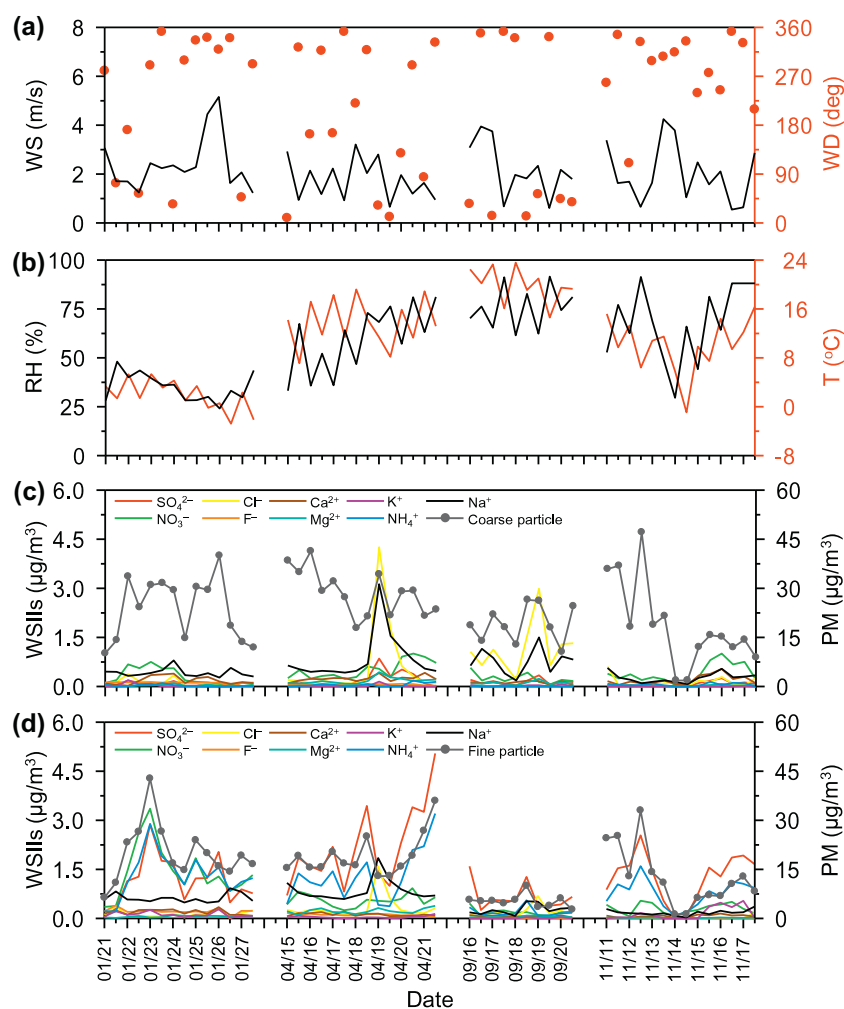 (a)
8
6
4
2
0
WS (m/s)
360
270
180
90
0
WD (deg)
(b)
100
75
50
25
0
RH (%)
24
16
8
0
-8
T (°C)
(c)
6.0
4.5
3.0
1.5
0.0
WSIIs (μg/m³)
SO₄²⁻ Cl⁻ Ca²⁺ K⁺ Na⁺
NO₃⁻ F⁻ Mg²⁺ NH₄⁺ Coarse particle
60
45
30
15
0
PM (μg/m³)
(d)
6.0
4.5
3.0
1.5
0.0
WSIIs (μg/m³)
SO₄²⁻ Cl⁻ Ca²⁺ K⁺ Na⁺
NO₃⁻ F⁻ Mg²⁺ NH₄⁺ Fine particle
60
45
30
15
0
PM (μg/m³)
01/21 01/22 01/23 01/24 01/25 01/26 01/27 04/15 04/16 04/17 04/18 04/19 04/20 04/21 09/16 09/17 09/18 09/19 09/20 11/11 11/12 11/13 11/14 11/15 11/16 11/17
Date